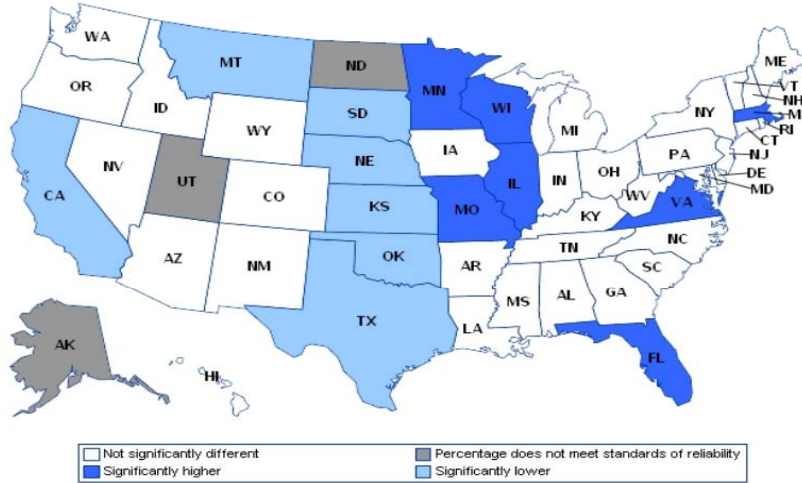 WA
MT
ND
MN
ME
OR
ID
SD
WI
VT
NH
M
RI
CT
NY
MI
WY
IA
NE
PA
NJ
DE
MD
NV
UT
CO
IL
IN
OH
WV
VA
CA
KS
MO
KY
NC
AZ
NM
OK
AR
TN
SC
MS
AL
GA
TX
LA
FL
AK
HI
Not significantly different
Percentage does not meet standards of reliability
Significantly higher
Significantly lower